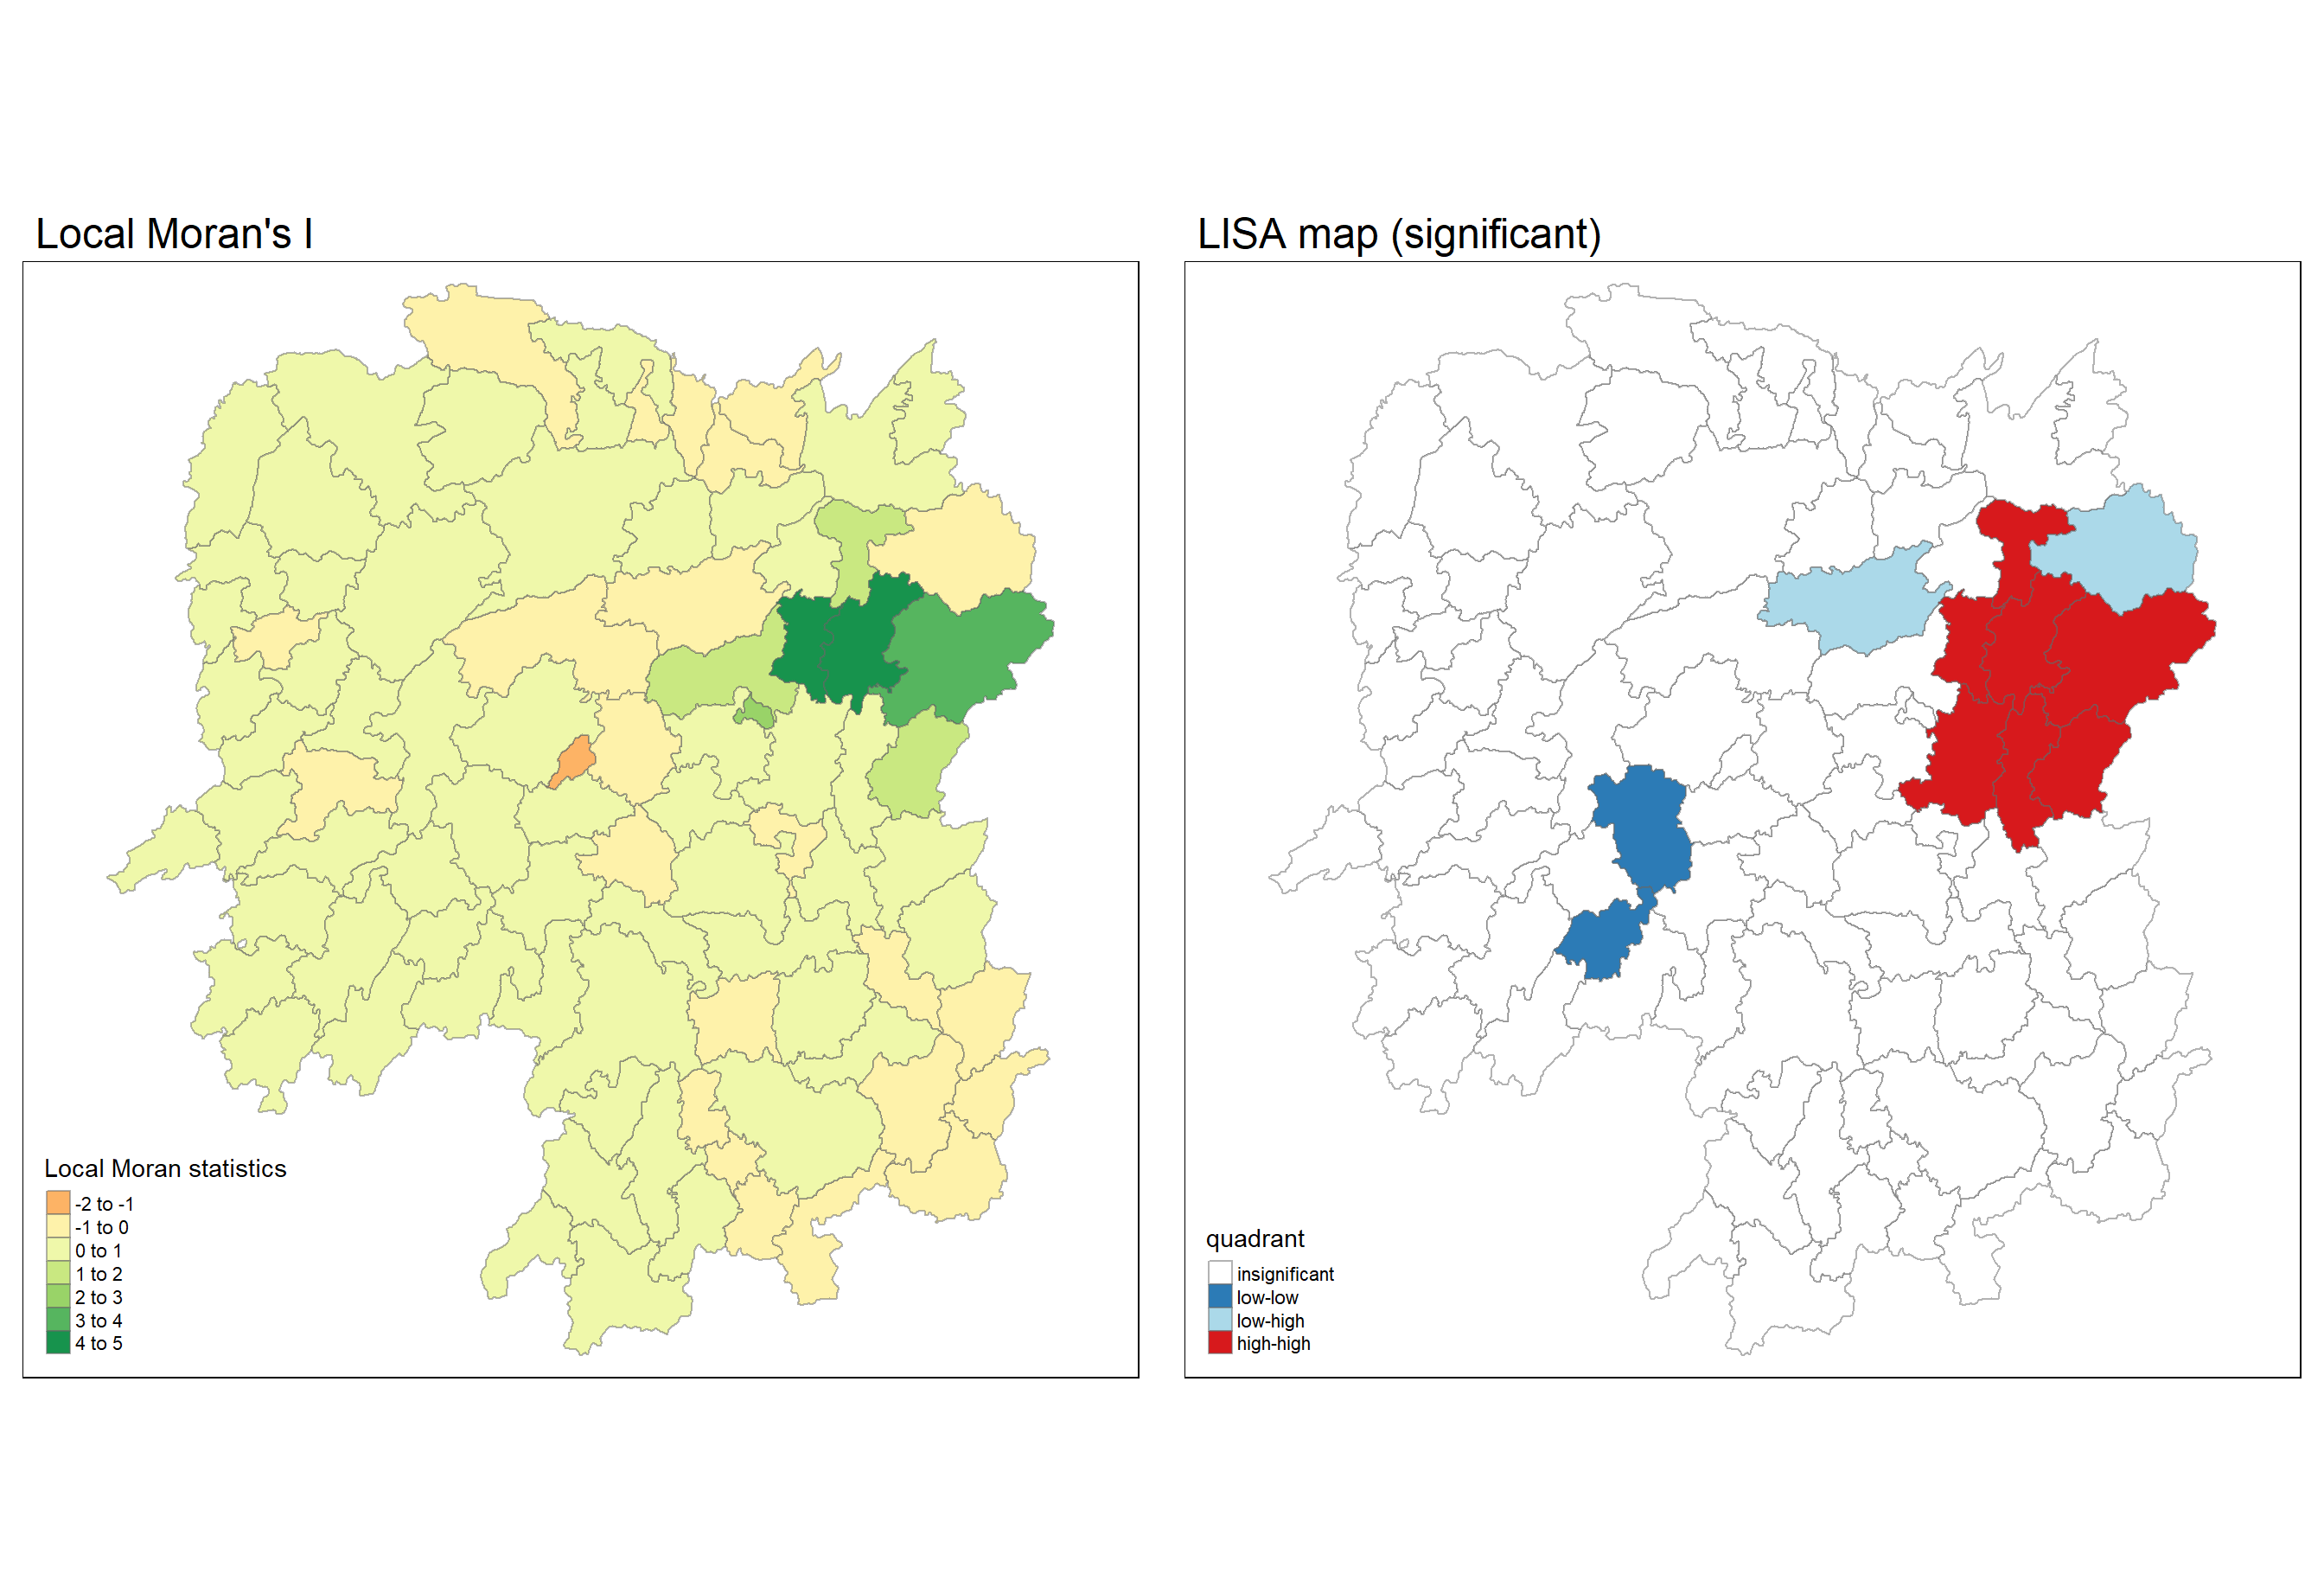 Local Moran's I
Local Moran statistics
-2 to -1
-1 to 0
0 to 1
1 to 2
2 to 3
3 to 4
4 to 5
LISA map (significant)
quadrant
insignificant
low-low
low-high
high-high